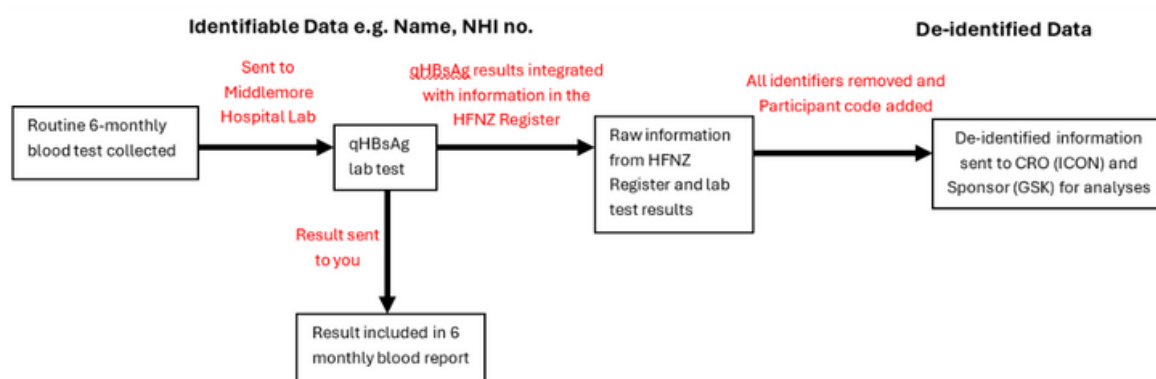 Identifiable Data e.g. Name, NHI no.
De-identified Data
Sent to
Middlemore
Hospital Lab
qHBsAg results integrated
with information in the
HFNZ Register
All identifiers removed and
Participant code added
Routine 6-monthly
blood test collected
qHBsAg
lab test
Raw information
from HFNZ
Register and lab
test results
De-identified information
sent to CRO (ICON) and
Sponsor (GSK) for analyses
Result sent
to you
Result included in 6
monthly blood report